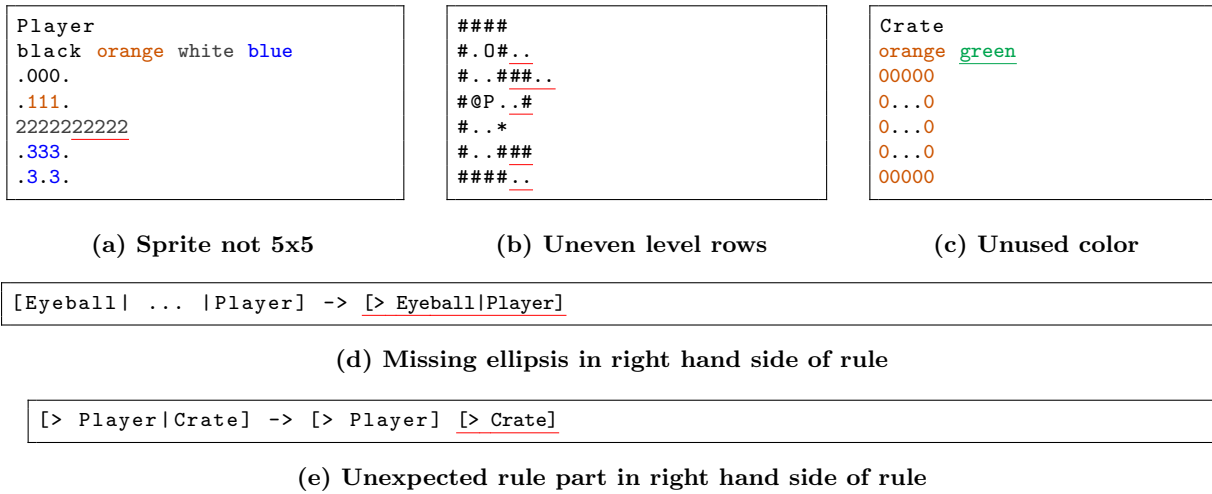 Player
black orange white blue
.000.
.111.
2222222222
.333.
.3.3.
####
#.O#..
#..####..
#@P..#
#..*
#..###
####..
Crate
orange green
00000
0...0
0...0
0...0
00000
(a) Sprite not 5x5
(b) Uneven level rows
(c) Unused color
[Eyeball| ... |Player] -> [> Eyeball|Player]
(d) Missing ellipsis in right hand side of rule
[> Player|Crate] -> [> Player] [> Crate]
(e) Unexpected rule part in right hand side of rule